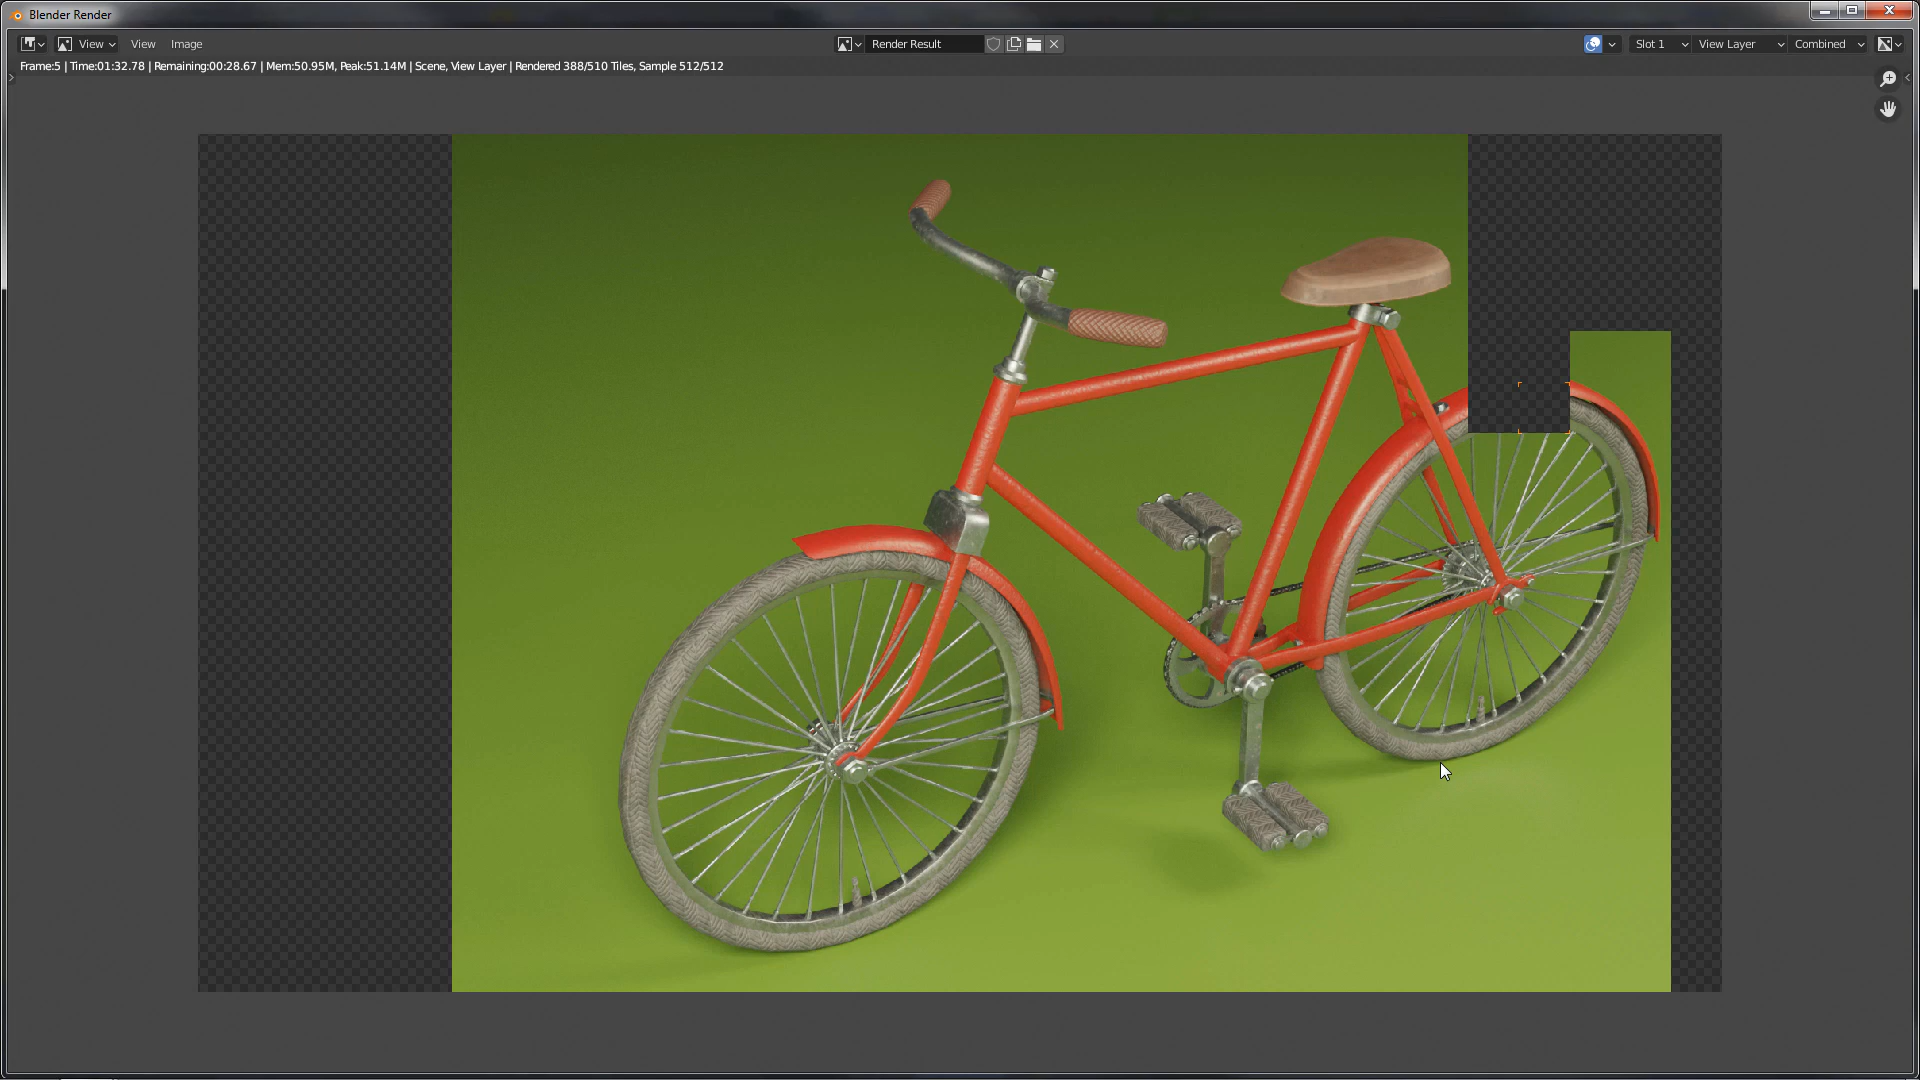 Blender Render
View View Image Render Result Slot 1 View Layer Combined
Frame:5 | Time:01:32.78 | Remaining:00:28.67 | Mem:50.95M, Peak:51.14M | Scene, View Layer | Rendered 388/510 Tiles, Sample 512/512